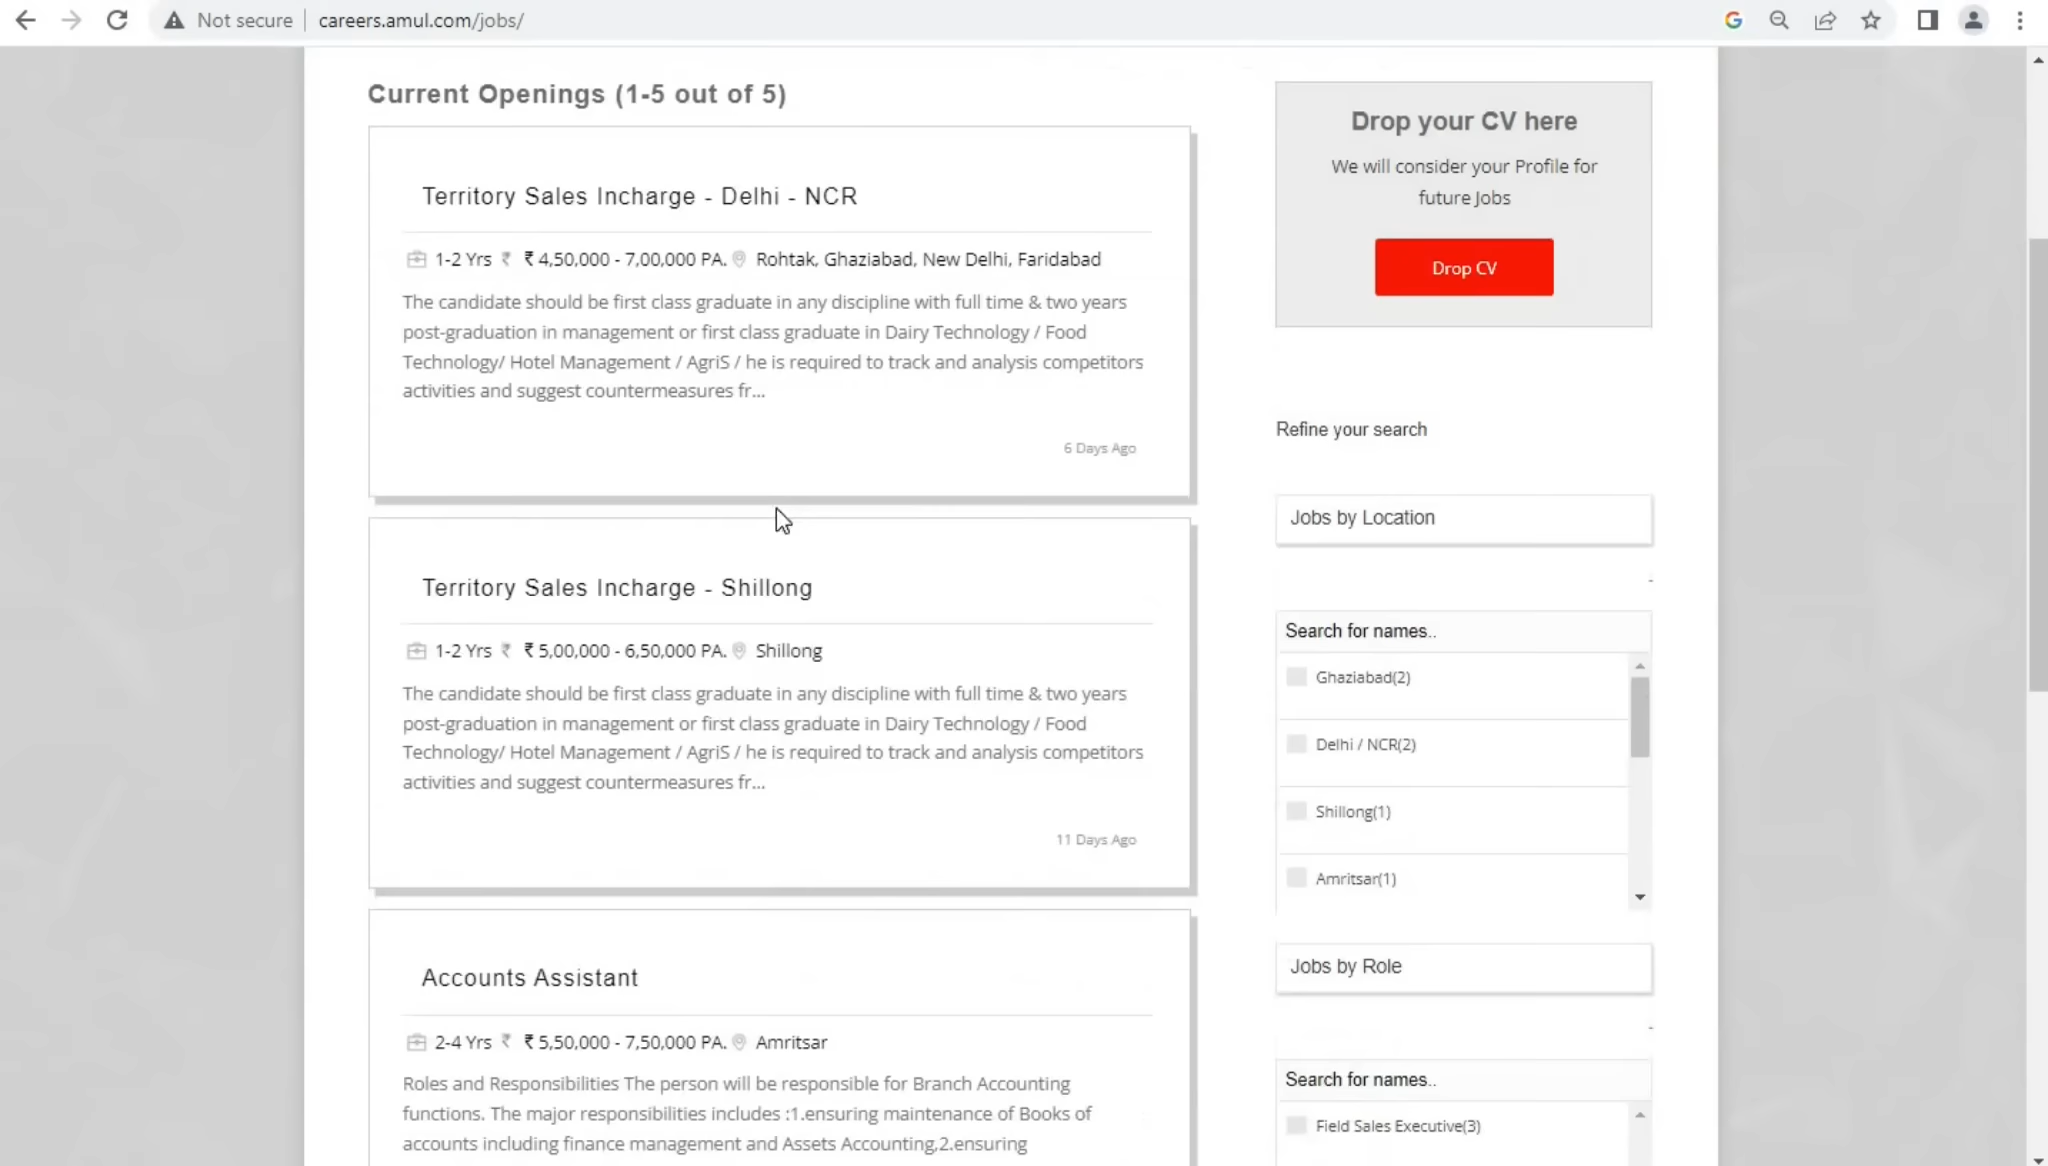 Not secure
careers.amul.com/jobs/
Current Openings (1-5 out of 5)
Territory Sales Incharge - Delhi - NCR
1-2 Yrs ₹ ₹ 4,50,000 - 7,00,000 PA. Rohtak, Ghaziabad, New Delhi, Faridabad
The candidate should be first class graduate in any discipline with full time & two years
post-graduation in management or first class graduate in Dairy Technology / Food
Technology/ Hotel Management / AgriS / he is required to track and analysis competitors
activities and suggest countermeasures fr...
6 Days Ago
Territory Sales Incharge - Shillong
1-2 Yrs ₹ ₹ 5,00,000 - 6,50,000 PA. Shillong
The candidate should be first class graduate in any discipline with full time & two years
post-graduation in management or first class graduate in Dairy Technology / Food
Technology/ Hotel Management / AgriS / he is required to track and analysis competitors
activities and suggest countermeasures fr...
11 Days Ago
Accounts Assistant
2-4 Yrs ₹ ₹ 5,50,000 - 7,50,000 PA. Amritsar
Roles and Responsibilities The person will be responsible for Branch Accounting
functions. The major responsibilities includes :1.ensuring maintenance of Books of
accounts including finance management and Assets Accounting,2.ensuring
Drop your CV here
We will consider your Profile for
future Jobs
Drop CV
Refine your search
Jobs by Location
-
Search for names..
Ghaziabad(2)
Delhi / NCR(2)
Shillong(1)
Amritsar(1)
Jobs by Role
-
Search for names..
Field Sales Executive(3)